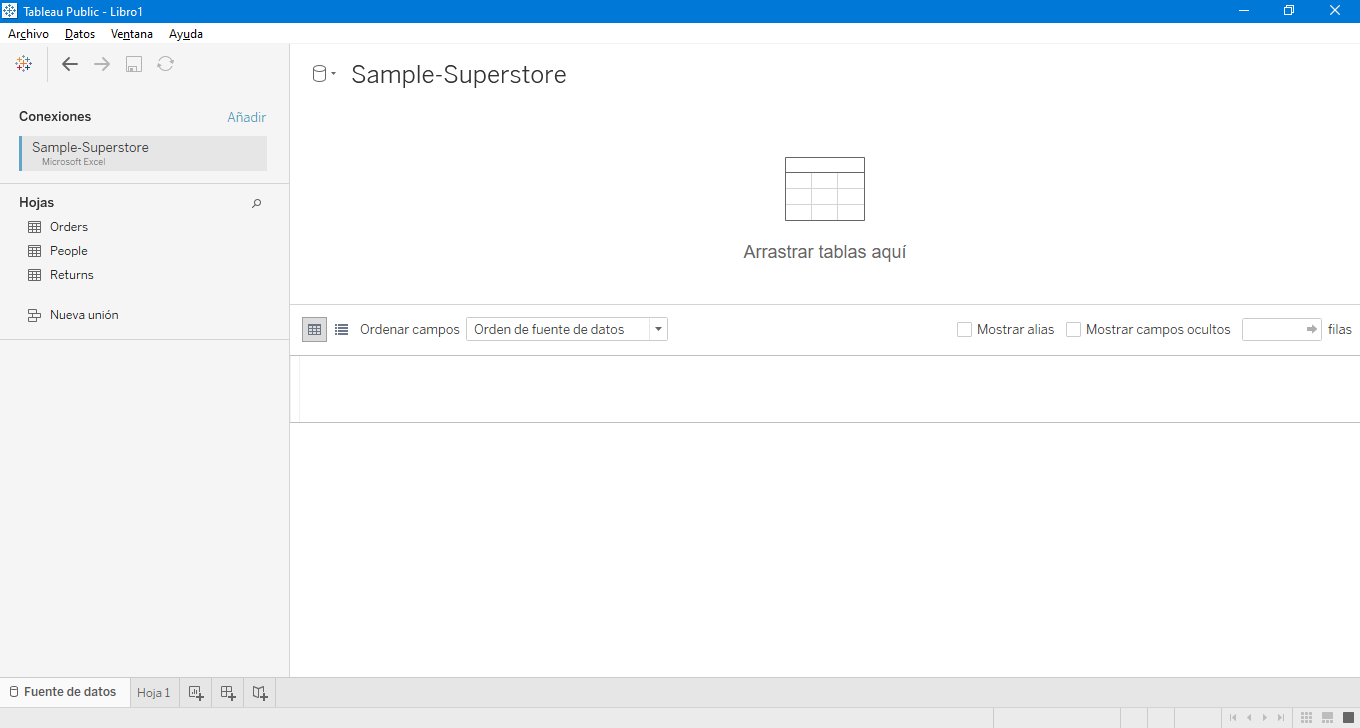 Tableau Public - Libro1
Archivo Datos Ventana Ayuda
Conexiones Añadir
Sample-Superstore
Microsoft Excel
Hojas
Orders
People
Returns
Nueva unión
Sample-Superstore
Arrastrar tablas aquí
Ordenar campos Orden de fuente de datos Mostrar alias Mostrar campos ocultos filas
Fuente de datos Hoja 1